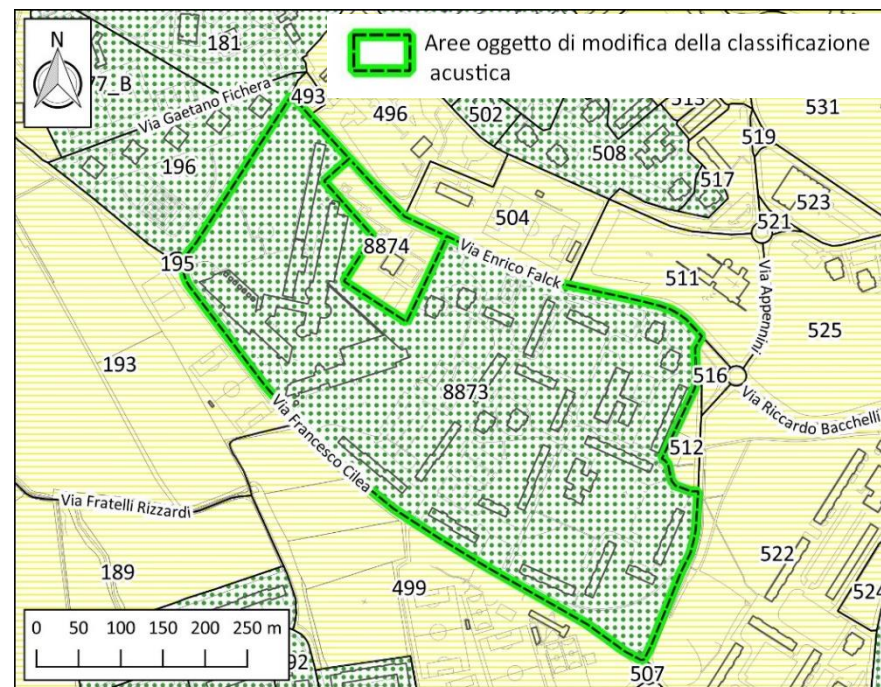 N
Aree oggetto di modifica della classificazione
acustica
181
77_B
Via Gaetano Fichera
493
496
502
508
531
519
196
517
523
504
521
8874
Via Enrico Falck
195
511
Via Appennini
525
193
8873
516
Via Riccardo Bacchelli
Via Francesco Cilea
512
Via Fratelli Rizzardi
522
189
499
524
0 50 100 150 200 250 m
507